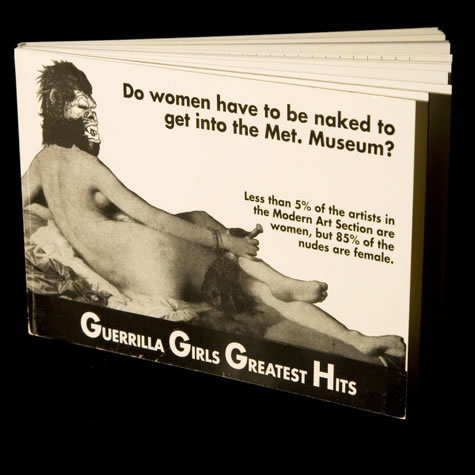 Do women have to be naked to
get into the Met. Museum?
Less than 5% of the artists in
the Modern Art Section are
women, but 85% of the
nudes are female.
GUERRILLA GIRLS GREATEST HITS